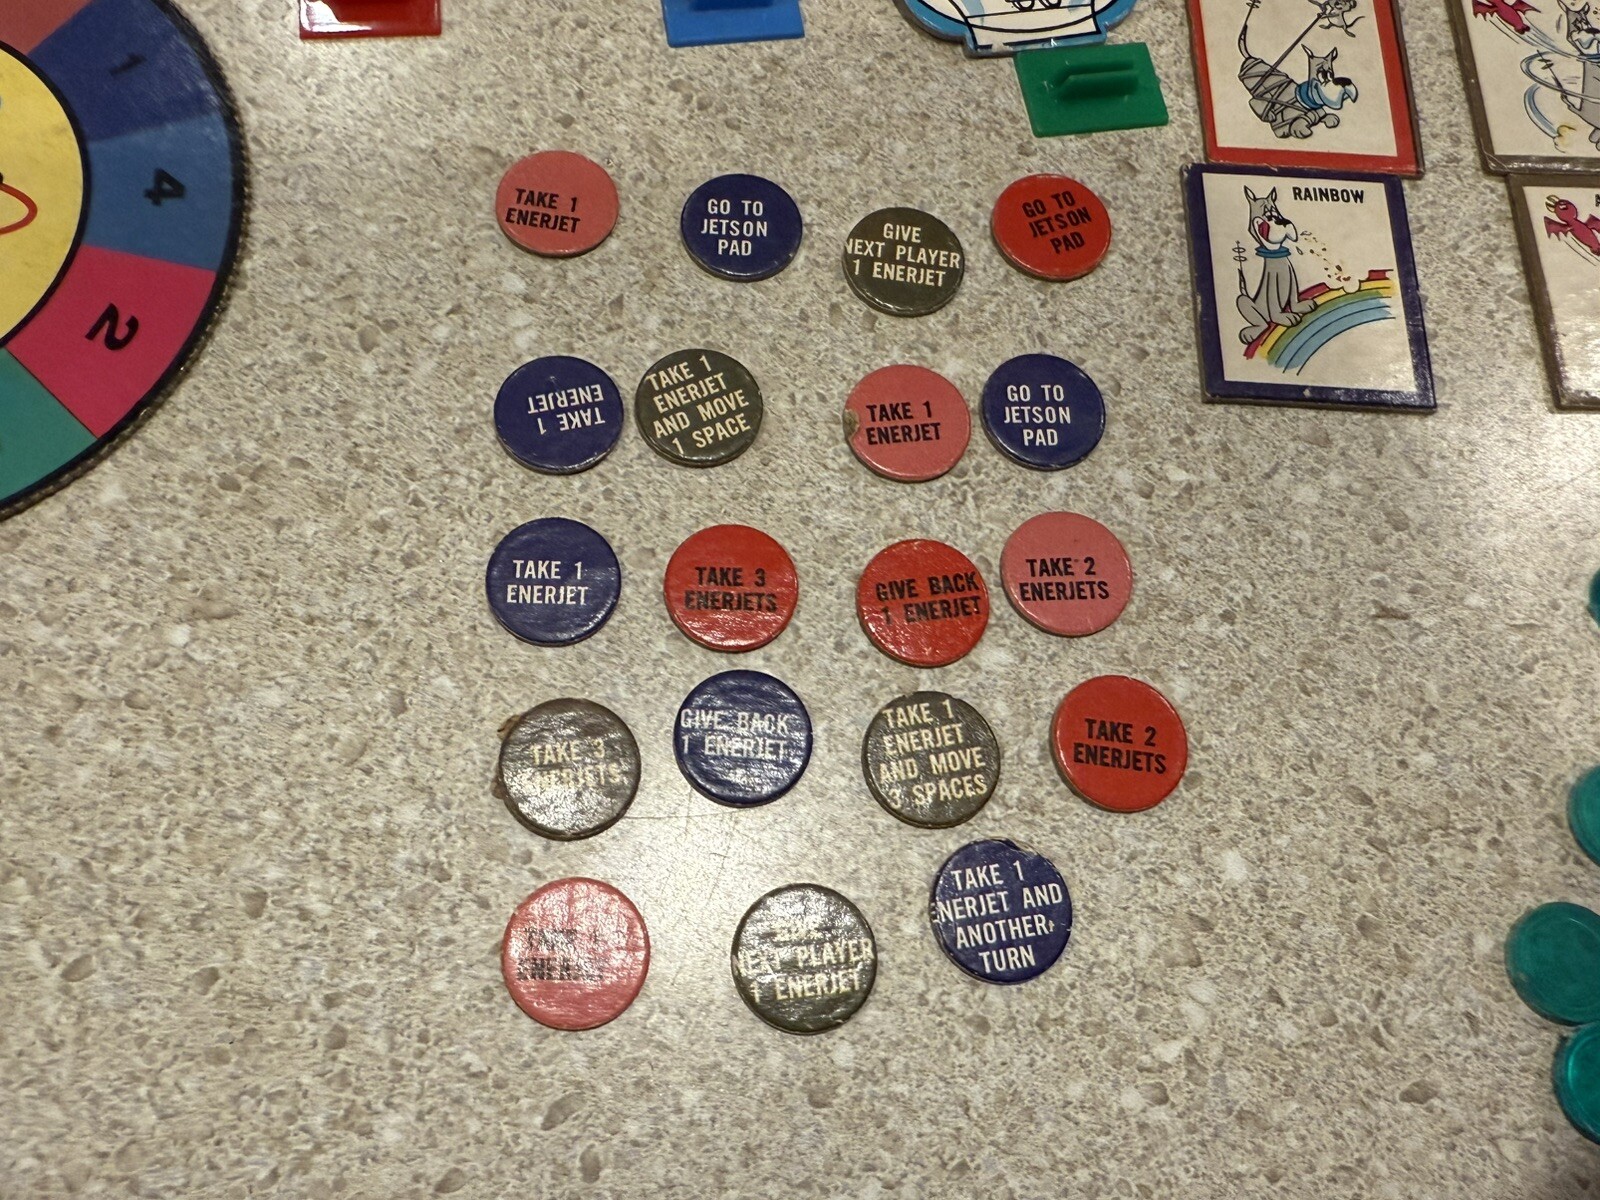 1
4
2
RAINBOW
TAKE 1
ENERJET
GO TO
JETSON
PAD
GIVE
NEXT PLAYER
1 ENERJET
GO TO
JETSON
PAD
TAKE 1
ENERJET
TAKE 1
ENERJET
AND MOVE
1 SPACE
TAKE 1
ENERJET
GO TO
JETSON
PAD
TAKE 1
ENERJET
TAKE 3
ENERJETS
GIVE BACK
1 ENERJET
TAKE 2
ENERJETS
TAKE 3
ENERJETS
GIVE BACK
1 ENERJET
TAKE 1
ENERJET
AND MOVE
3 SPACES
TAKE 2
ENERJETS
TAKE
NEXT PLAYER
1 ENERJET
TAKE 1
ENERJET AND
ANOTHER
TURN